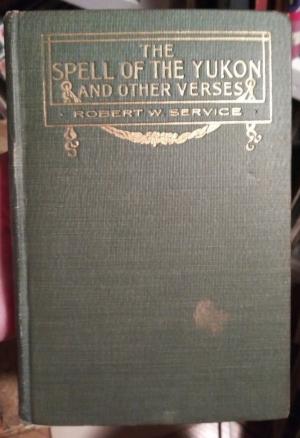 THE
SPELL OF THE YUKON
AND OTHER VERSES
ROBERT W. SERVICE